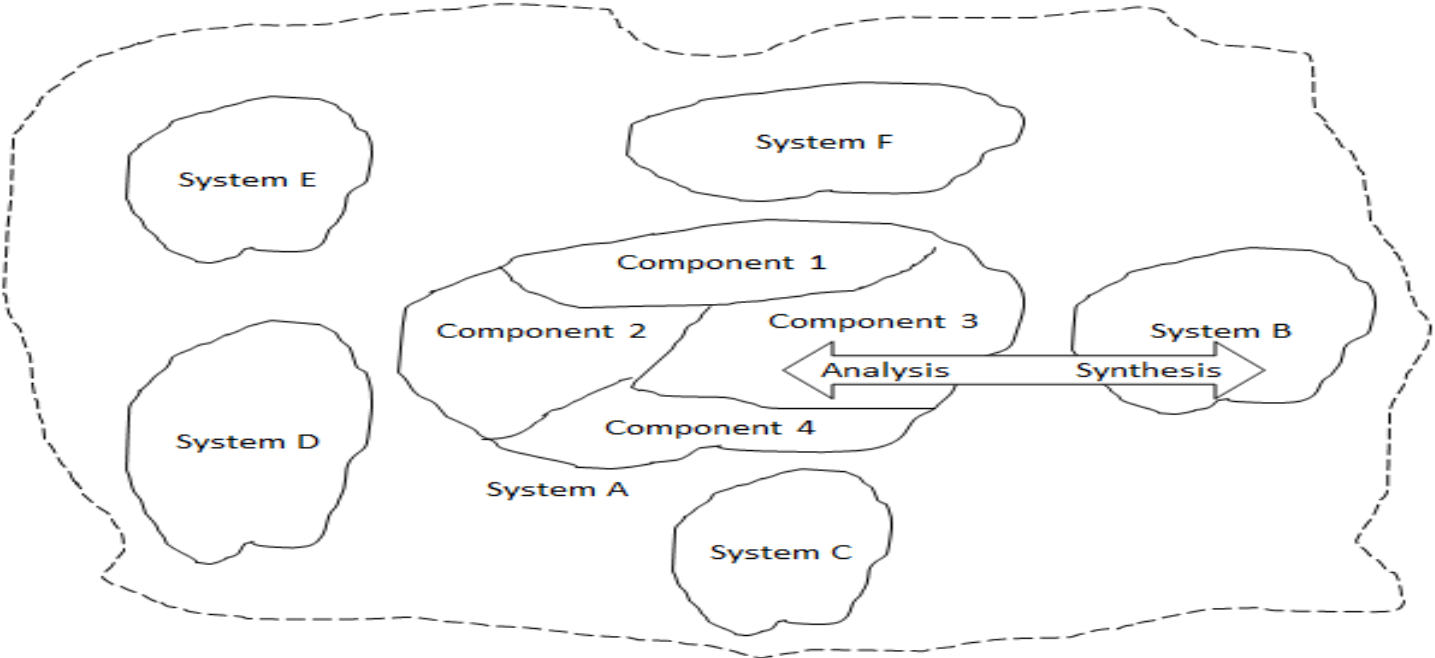 System F
System E
Component 1
Component 3
Component 2
System B
Analysis
Synthesis
Component 4
System D
System A
System C